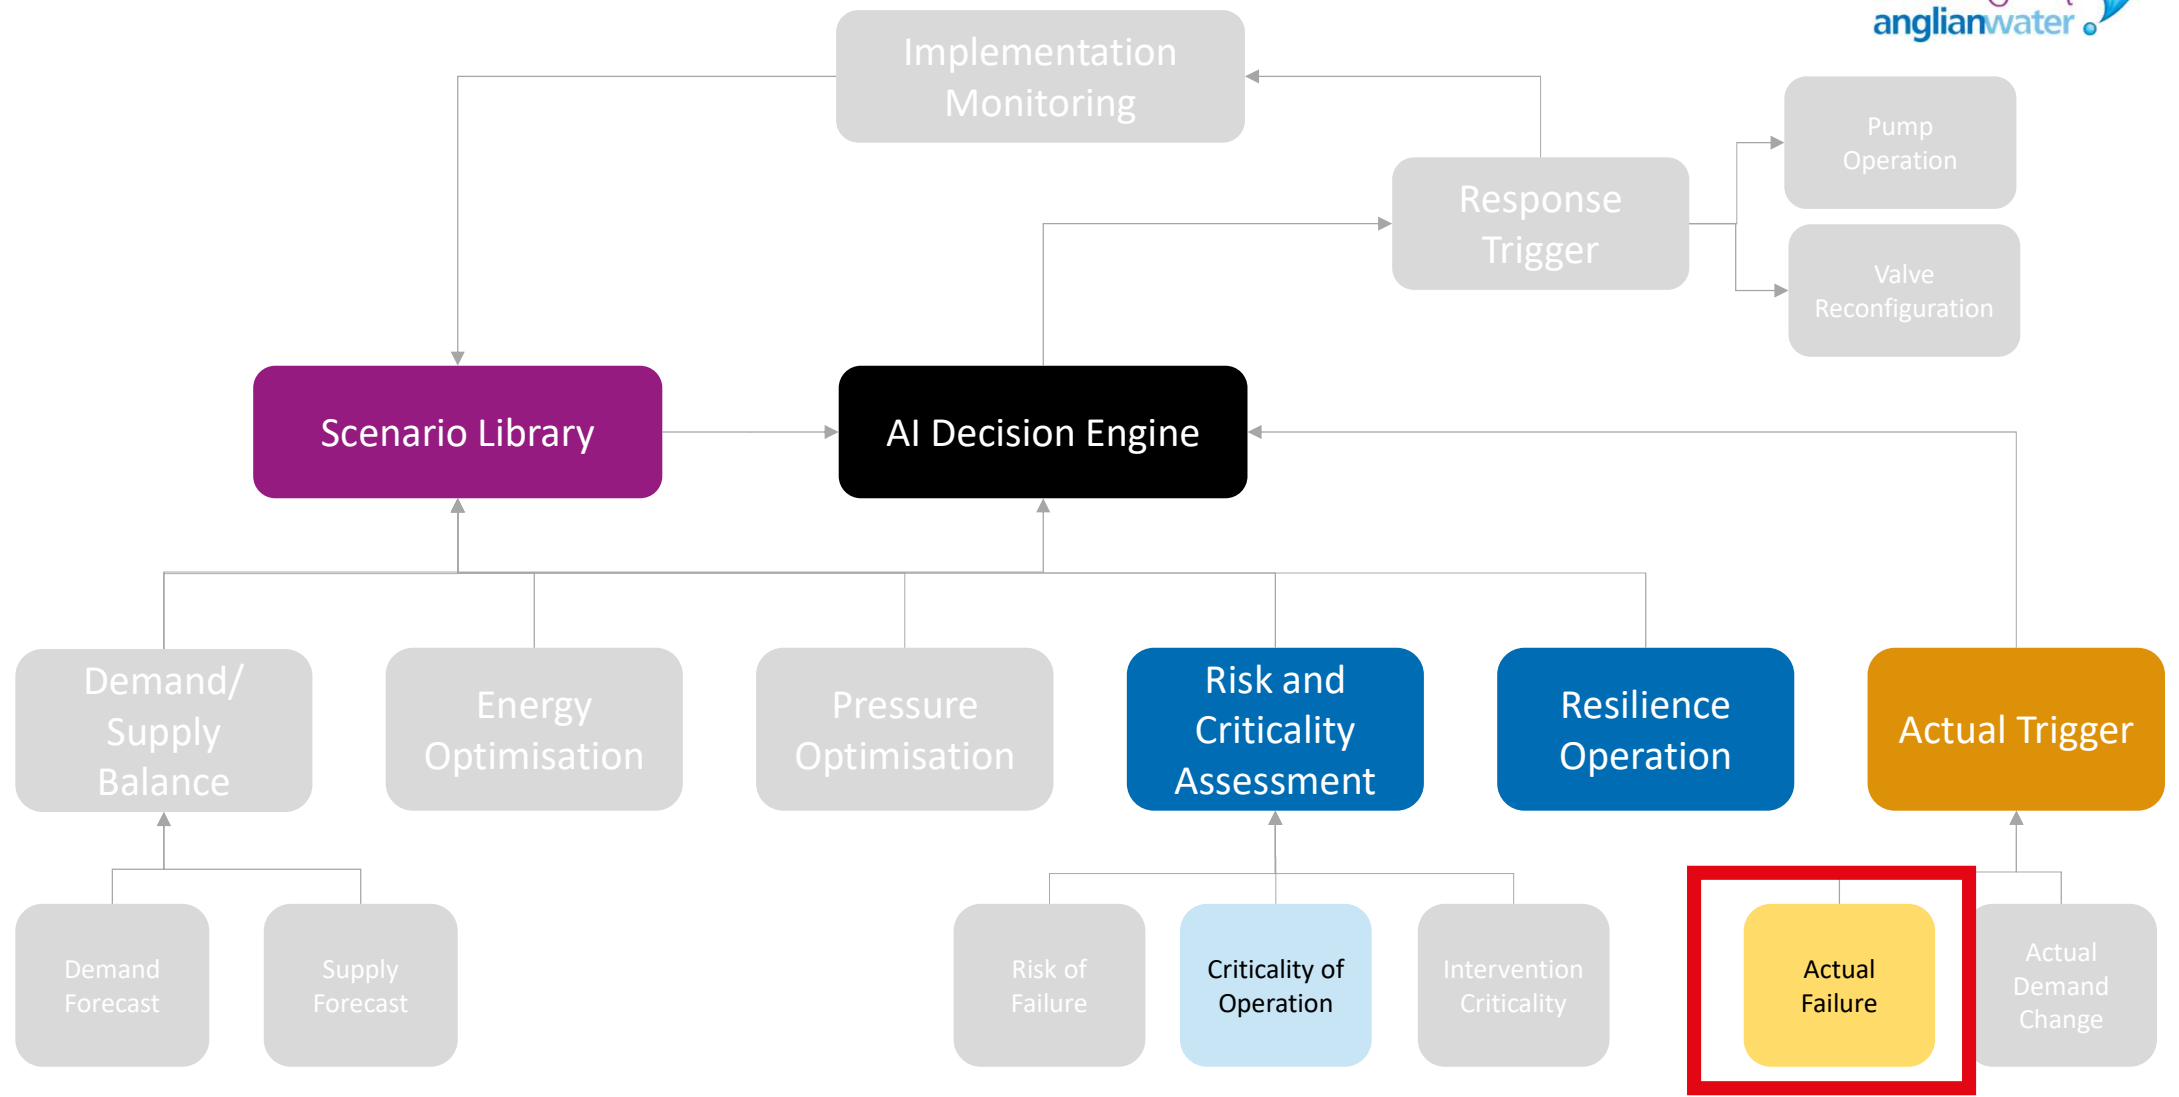 anglianwater
Implementation
Monitoring
Pump
Operation
Response
Trigger
Valve
Reconfiguration
Scenario Library
AI Decision Engine
Demand/
Supply
Balance
Energy
Optimisation
Pressure
Optimisation
Risk and
Criticality
Assessment
Resilience
Operation
Actual Trigger
Demand
Forecast
Supply
Forecast
Risk of
Failure
Criticality of
Operation
Intervention
Criticality
Actual
Failure
Actual
Demand
Change